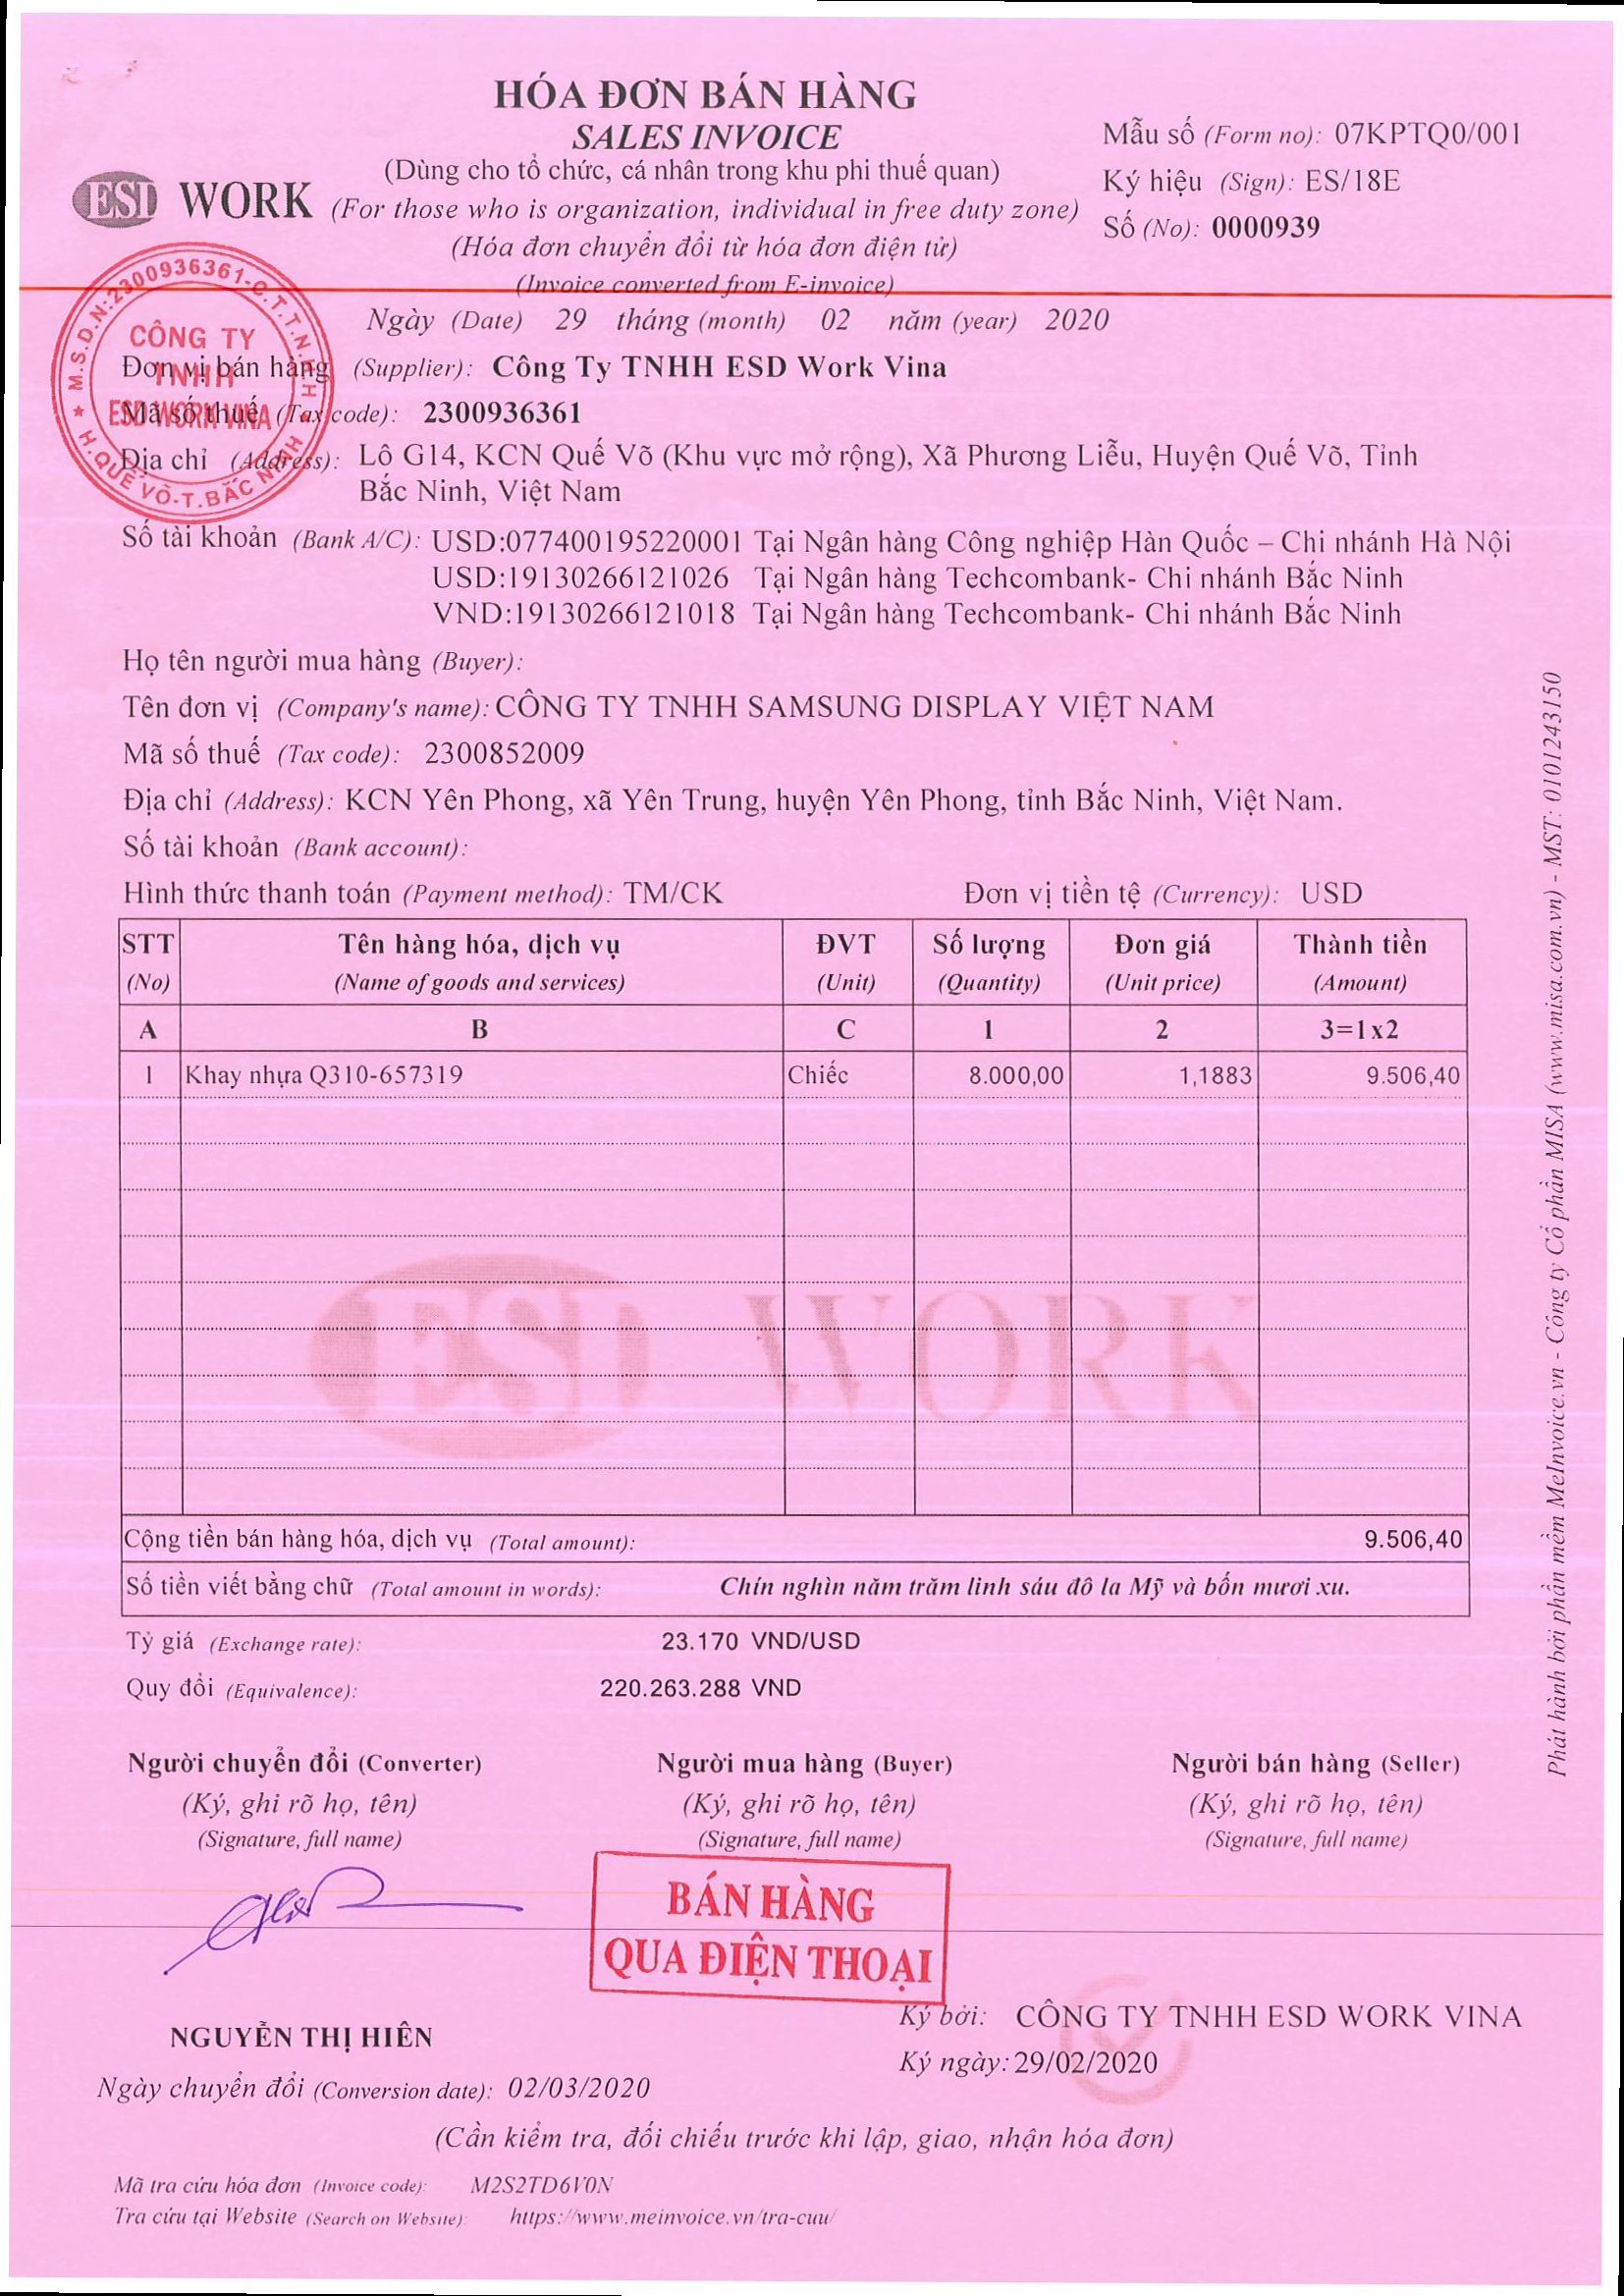 HÓA ĐƠN BÁN HÀNG
SALES INVOICE
(Dùng cho tổ chức, cá nhân trong khu phi thuế quan)
(For those who is organization, individual in free duty zone)
(Hóa đơn chuyển đổi từ hóa đơn điện tử)
(Invoice converted from E-invoice)
Mẫu số (Form no): 07KPTQ0/001
Ký hiệu (Sign): ES/18E
Số (No): 0000939
ESD WORK
Ngày (Date) 29 tháng (month) 02 năm (year) 2020
M.S.D.N:2300936361-C.T.T.N.H.H
CÔNG TY
TNHH
ESD WORK VINA
H.QUẾ VÕ-T.BẮC NINH
Đơn vị bán hàng (Supplier): Công Ty TNHH ESD Work Vina
Mã số thuế (Tax code): 2300936361
Địa chỉ (Address): Lô G14, KCN Quế Võ (Khu vực mở rộng), Xã Phương Liễu, Huyện Quế Võ, Tỉnh
Bắc Ninh, Việt Nam
Số tài khoản (Bank A/C): USD:077400195220001 Tại Ngân hàng Công nghiệp Hàn Quốc – Chi nhánh Hà Nội
USD:19130266121026 Tại Ngân hàng Techcombank- Chi nhánh Bắc Ninh
VND:19130266121018 Tại Ngân hàng Techcombank- Chi nhánh Bắc Ninh
Họ tên người mua hàng (Buyer):
Tên đơn vị (Company's name): CÔNG TY TNHH SAMSUNG DISPLAY VIỆT NAM
Mã số thuế (Tax code): 2300852009
Địa chỉ (Address): KCN Yên Phong, xã Yên Trung, huyện Yên Phong, tỉnh Bắc Ninh, Việt Nam.
Số tài khoản (Bank account):
Hình thức thanh toán (Payment method): TM/CK Đơn vị tiền tệ (Currency): USD
STT Tên hàng hóa, dịch vụ ĐVT Số lượng Đơn giá Thành tiền
(No) (Name of goods and services) (Unit) (Quantity) (Unit price) (Amount)
A B C 1 2 3=1x2
1 Khay nhựa Q310-657319 Chiếc 8.000,00 1,1883 9.506,40
ESD WORK
Cộng tiền bán hàng hóa, dịch vụ (Total amount): 9.506,40
Số tiền viết bằng chữ (Total amount in words): Chín nghìn năm trăm linh sáu đô la Mỹ và bốn mươi xu.
Tỷ giá (Exchange rate): 23.170 VND/USD
Quy đổi (Equivalence): 220.263.288 VND
Người chuyển đổi (Converter) Người mua hàng (Buyer) Người bán hàng (Seller)
(Ký, ghi rõ họ, tên) (Ký, ghi rõ họ, tên) (Ký, ghi rõ họ, tên)
(Signature, full name) (Signature, full name) (Signature, full name)
BÁN HÀNG
QUA ĐIỆN THOẠI
Ký bởi: CÔNG TY TNHH ESD WORK VINA
Ký ngày: 29/02/2020
NGUYỄN THỊ HIÊN
Ngày chuyển đổi (Conversion date): 02/03/2020
(Cần kiểm tra, đối chiếu trước khi lập, giao, nhận hóa đơn)
Mã tra cứu hóa đơn (Invoice code): M2S2TD6V0N
Tra cứu tại Website (Search on Website): https://www.meinvoice.vn/tra-cuu/
Phát hành bởi phần mềm MeInvoice.vn - Công ty Cổ phần MISA (www.misa.com.vn) - MST: 0101243150